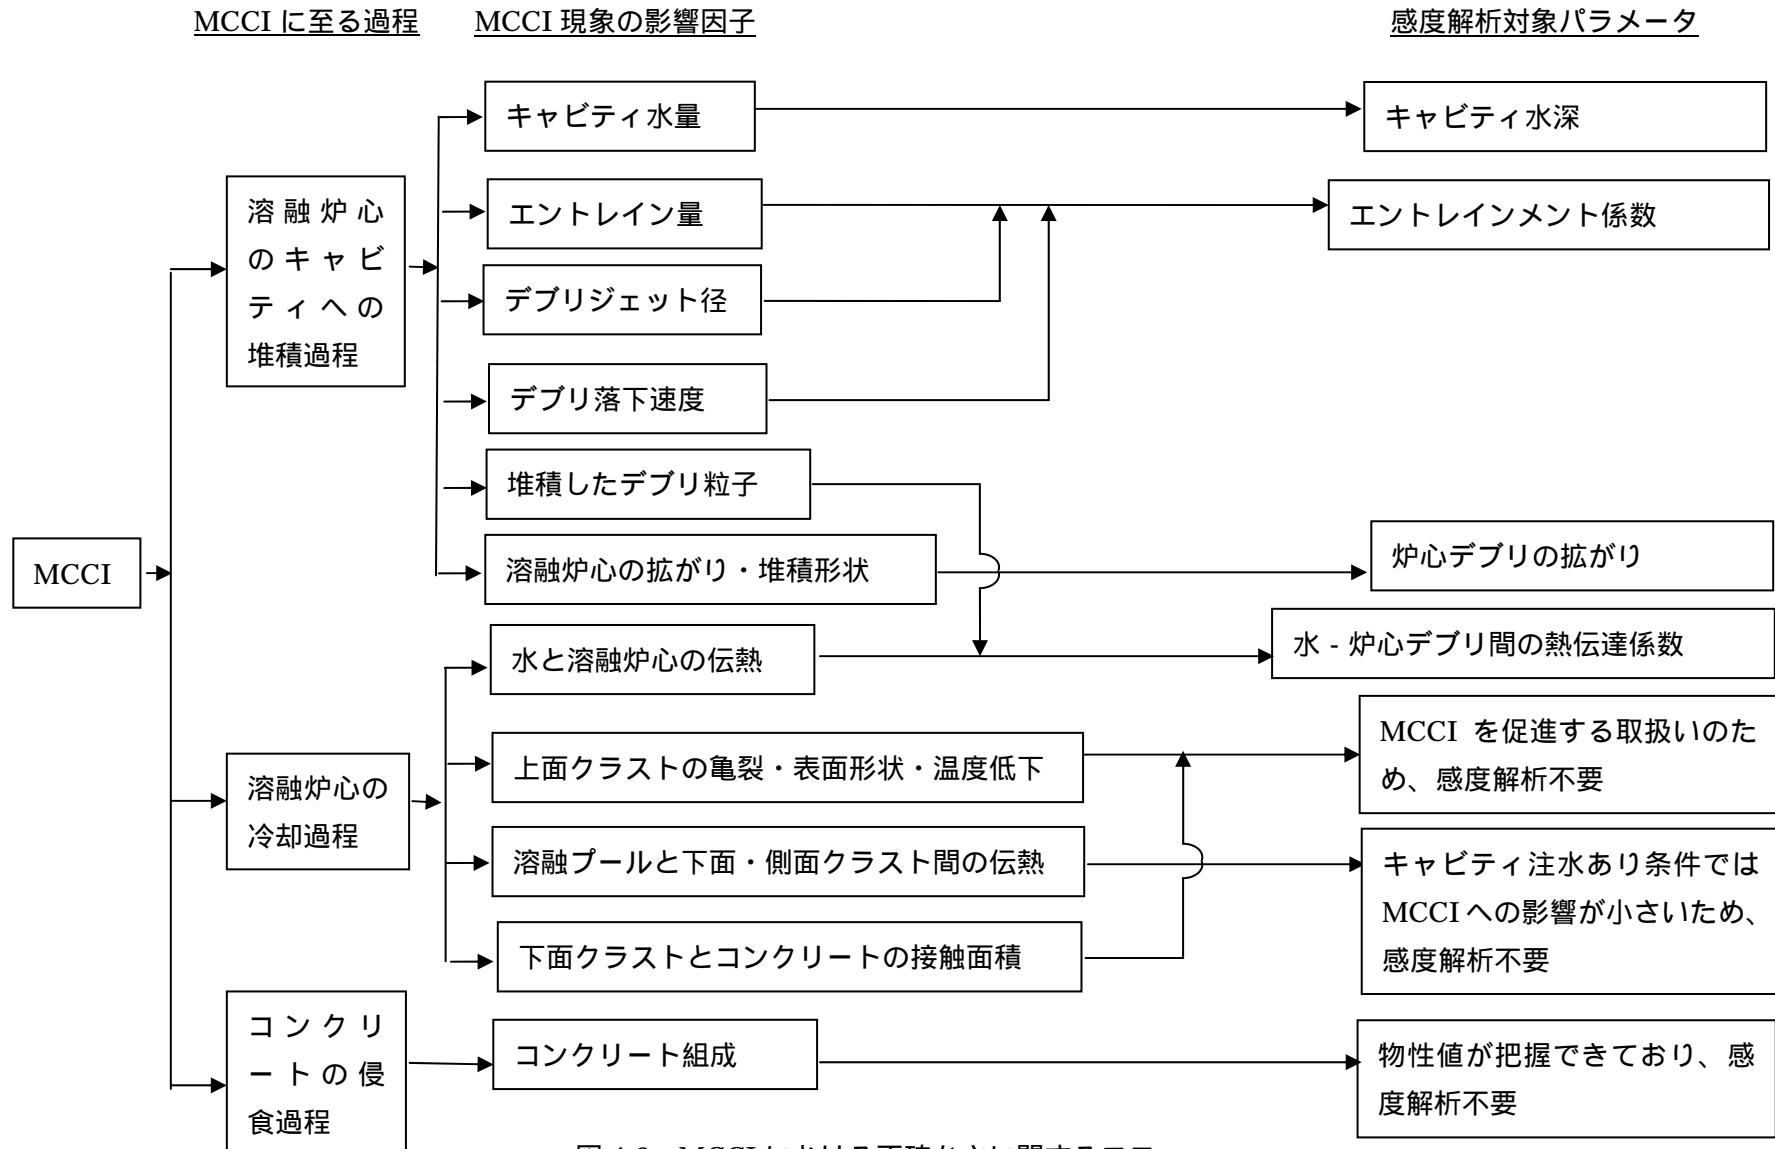 MCCI に至る過程
MCCI 現象の影響因子
感度解析対象パラメータ
MCCI
溶融炉心
のキャビ
ティへの
堆積過程
キャビティ水量
キャビティ水深
エントレイン量
エントレインメント係数
デブリジェット径
デブリ落下速度
堆積したデブリ粒子
溶融炉心の拡がり・堆積形状
炉心デブリの拡がり
溶融炉心の
冷却過程
水と溶融炉心の伝熱
水 - 炉心デブリ間の熱伝達係数
上面クラストの亀裂・表面形状・温度低下
MCCI を促進する取扱いのた
め、感度解析不要
溶融プールと下面・側面クラスト間の伝熱
キャビティ注水あり条件では
MCCI への影響が小さいため、
感度解析不要
下面クラストとコンクリートの接触面積
コンクリ
ートの侵
食過程
コンクリート組成
物性値が把握できており、感
度解析不要